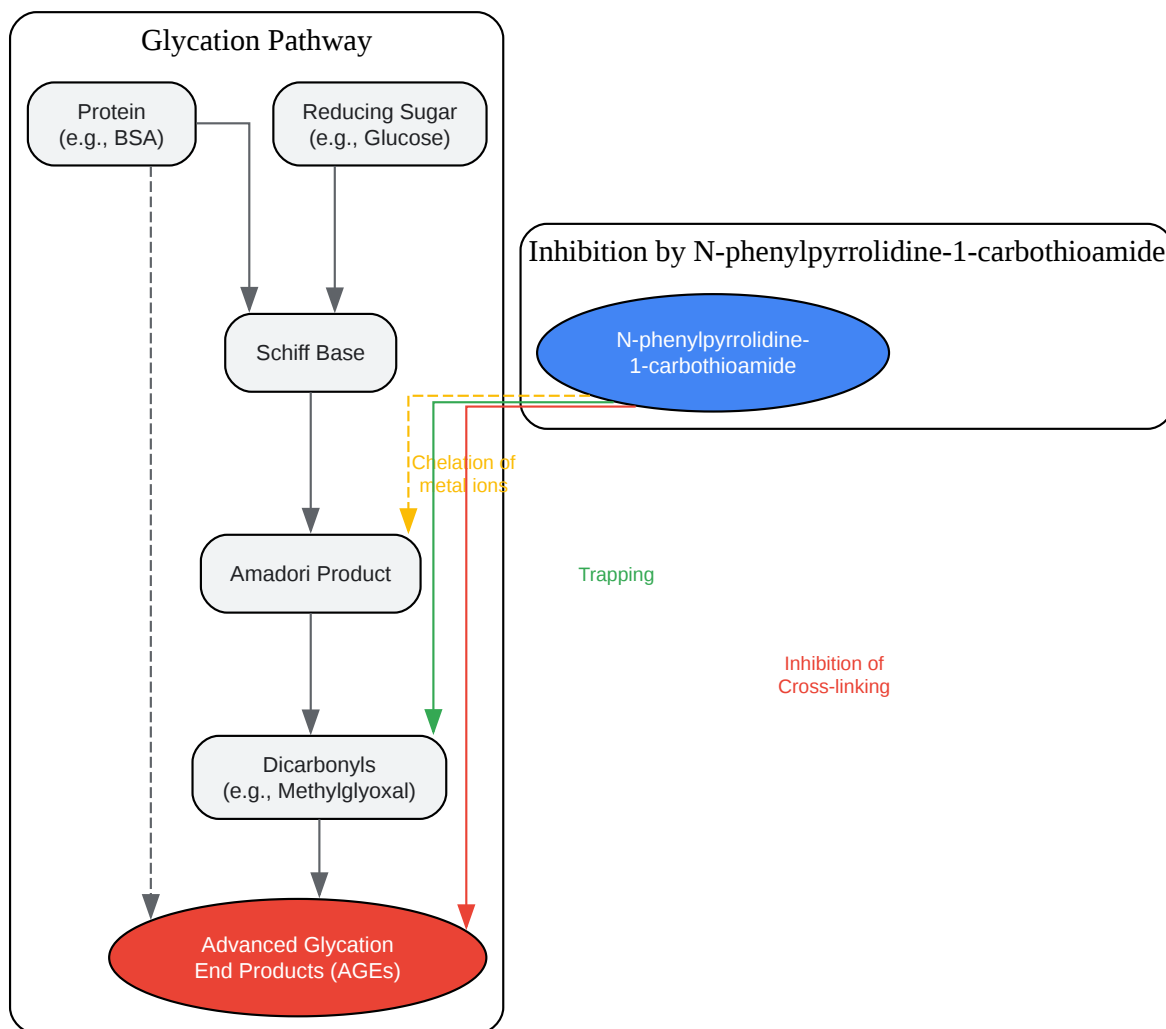 Glycation Pathway
Protein
(e.g., BSA)
Reducing Sugar
(e.g., Glucose)
Inhibition by N-phenylpyrrolidine-1-carbothioamide
N-phenylpyrrolidine-
1-carbothioamide
Schiff Base
Chelation of
metal ions
Amadori Product
Trapping
Inhibition of
Cross-linking
Dicarbonyls
(e.g., Methylglyoxal)
Advanced Glycation
End Products (AGEs)